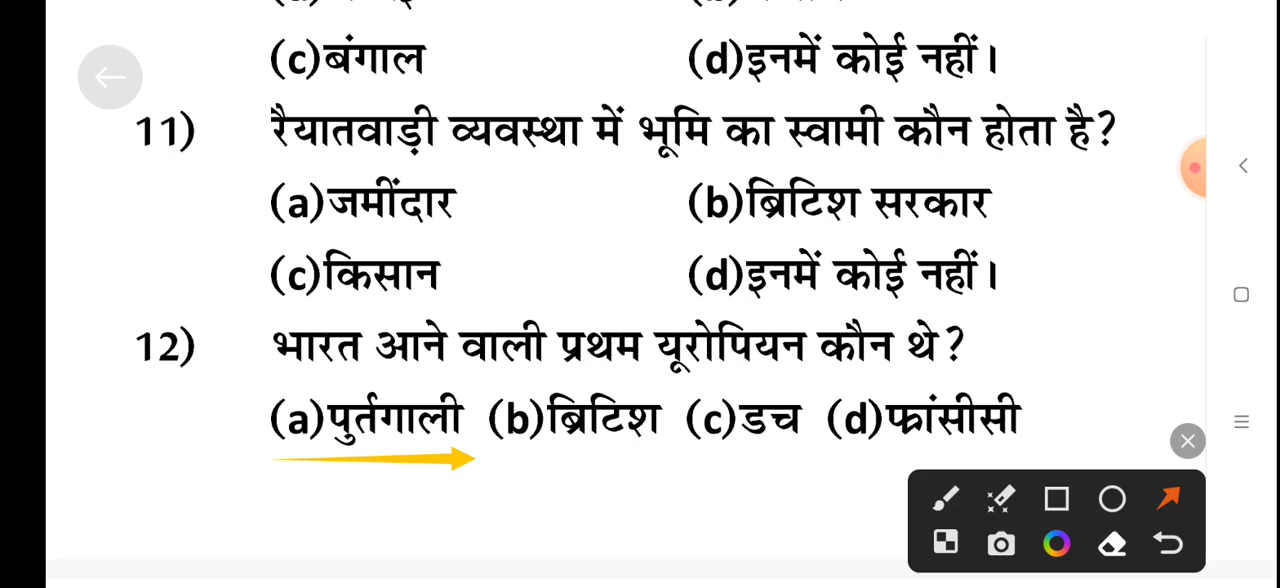 (c)बंगाल (d)इनमें कोई नहीं।
11) रैयातवाड़ी व्यवस्था में भूमि का स्वामी कौन होता है?
(a)जमींदार (b)ब्रिटिश सरकार
(c)किसान (d)इनमें कोई नहीं।
12) भारत आने वाली प्रथम यूरोपियन कौन थे?
(a)पुर्तगाली (b)ब्रिटिश (c)डच (d)फ्रांसीसी